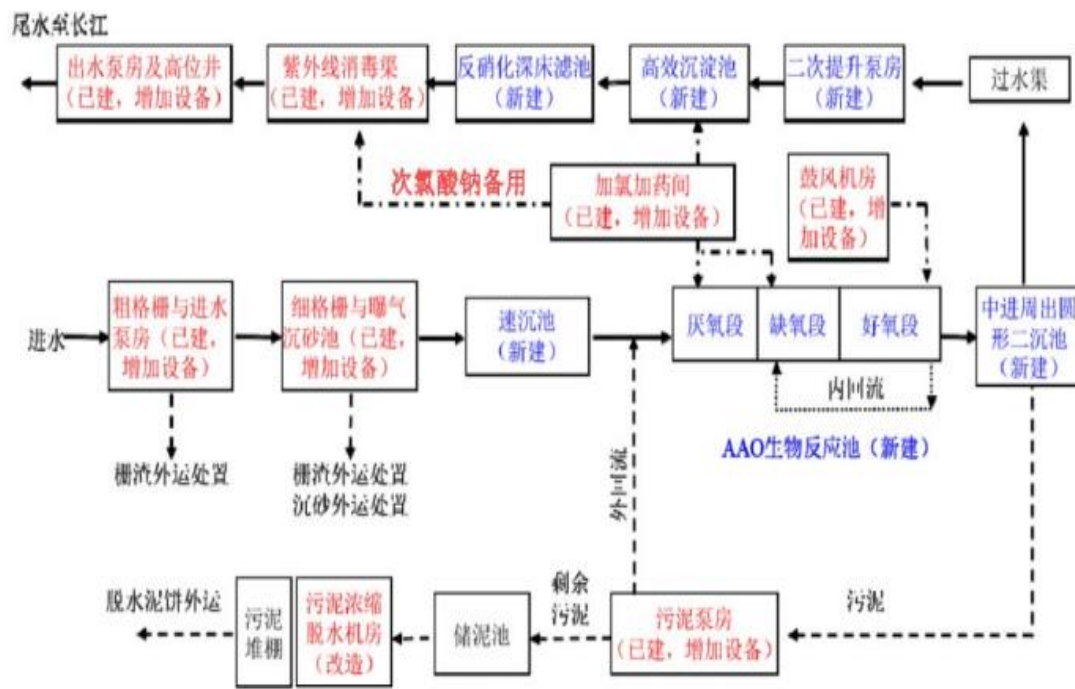 尾水至长江
出水泵房及高位井
（已建，增加设备）
紫外线消毒渠
（已建，增加设备）
反硝化深床滤池
（新建）
高效沉淀池
（新建）
二次提升泵房
（新建）
过水渠
次氯酸钠备用
加氯加药间
（已建，增加设备）
鼓风机房
（已建，增
加设备）
进水
粗格栅与进水
泵房（已建，
增加设备）
细格栅与曝气
沉砂池（已建，
增加设备）
速沉池
（新建）
厌氧段
缺氧段
好氧段
中进周出圆
形二沉池
（新建）
内回流
AAO生物反应池（新建）
栅渣外运处置
栅渣外运处置
沉砂外运处置
外回流
脱水泥饼外运
污泥
堆棚
污泥浓缩
脱水机房
（改造）
储泥池
剩余
污泥
污泥泵房
（已建，增加设备）
污泥